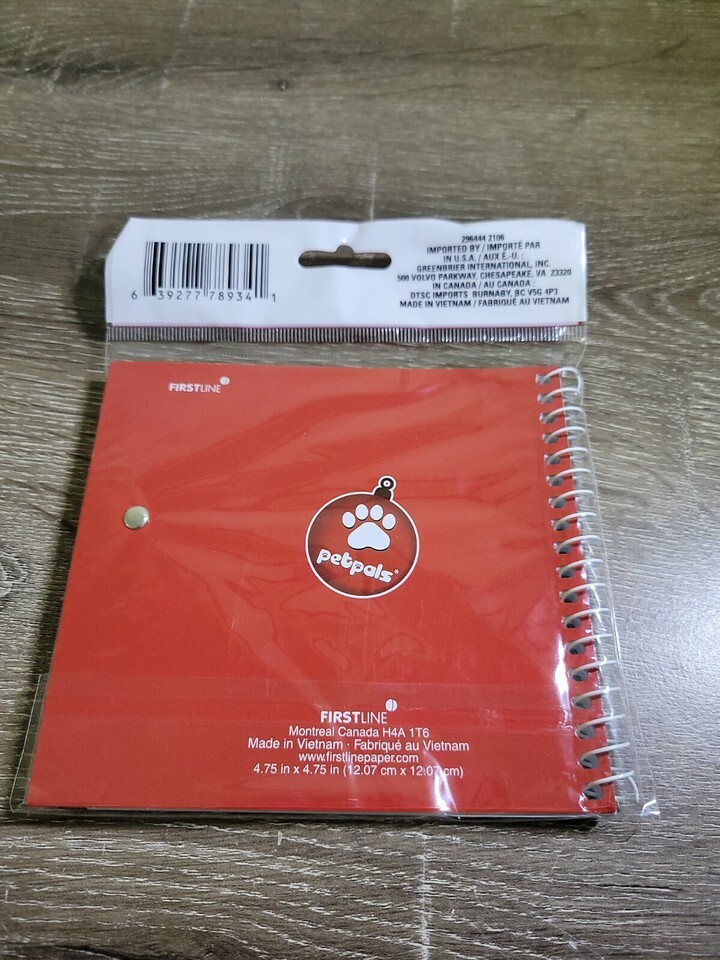 6 39277 78934 1
296444 2106
IMPORTED BY / IMPORTÉ PAR
IN U.S.A. / AUX É.-U. :
GREENBRIER INTERNATIONAL, INC.
500 VOLVO PARKWAY, CHESAPEAKE, VA 23320
IN CANADA / AU CANADA :
DTSC IMPORTS BURNABY, BC V5G 4P3
MADE IN VIETNAM / FABRIQUÉ AU VIETNAM
FIRSTLINE
petpals®
FIRSTLINE
Montreal Canada H4A 1T6
Made in Vietnam · Fabriqué au Vietnam
www.firstlinepaper.com
4.75 in x 4.75 in (12.07 cm x 12.07 cm)